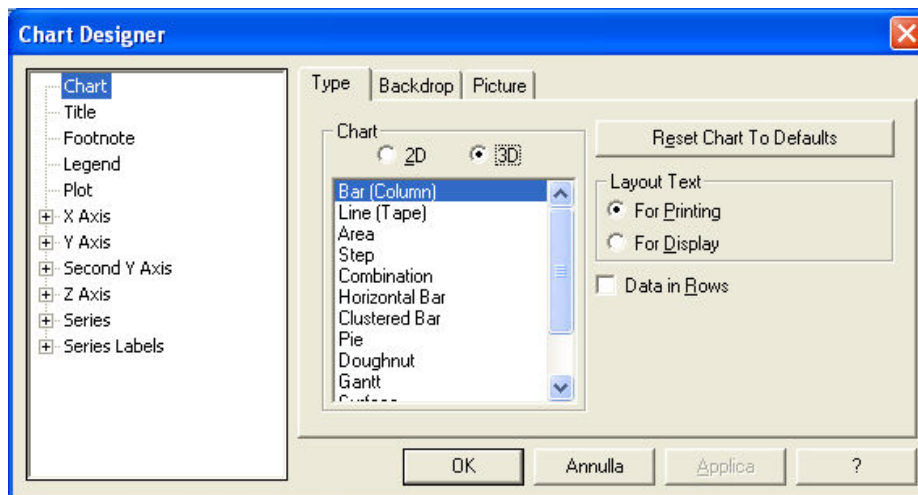 Chart Designer
Chart
Title
Footnote
Legend
Plot
X Axis
Y Axis
Second Y Axis
Z Axis
Series
Series Labels
Type
Backdrop
Picture
Chart
2D
3D
Bar (Column)
Line (Tape)
Area
Step
Combination
Horizontal Bar
Clustered Bar
Pie
Doughnut
Gantt
Reset Chart To Defaults
Layout Text
For Printing
For Display
Data in Rows
OK
Annulla
Applica
?